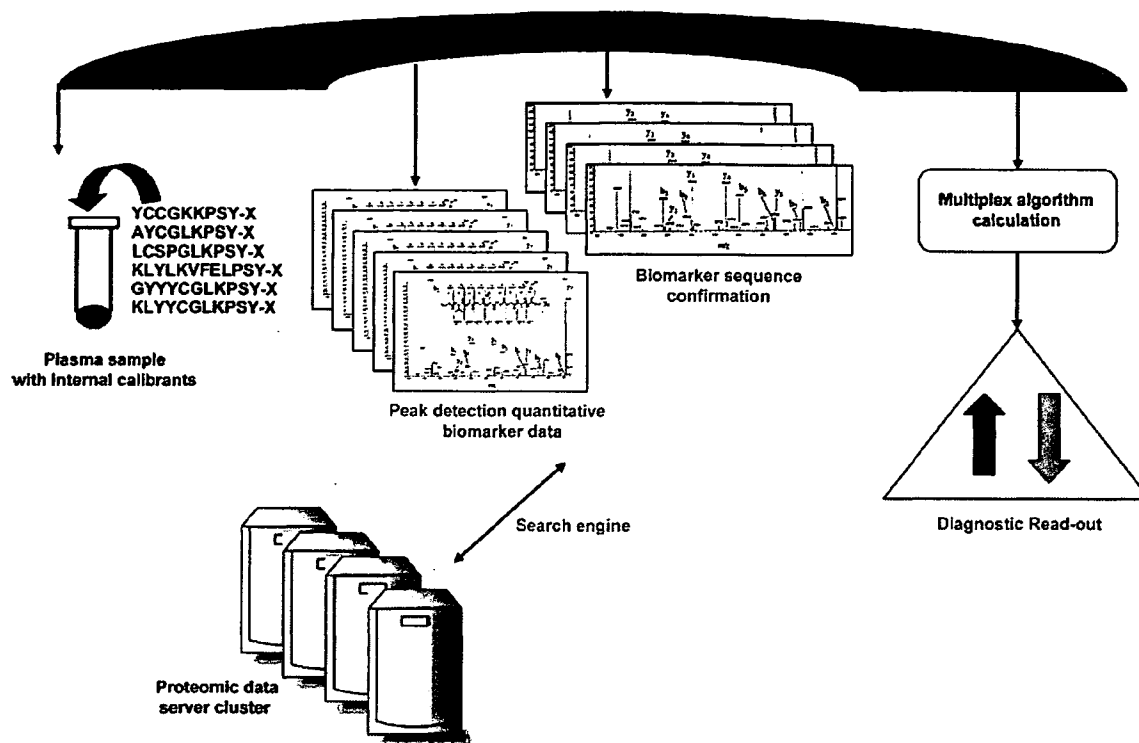 YCCGKKPSY-X
AYCGLKPSY-X
LCSPGLKPSY-X
KLYLKVFELPSY-X
GYYYCGLKPSY-X
KLYYCGLKPSY-X
Plasma sample
with internal calibrants
Peak detection quantitative
biomarker data
Biomarker sequence
confirmation
Multiplex algorithm
calculation
Diagnostic Read-out
Search engine
Proteomic data
server cluster